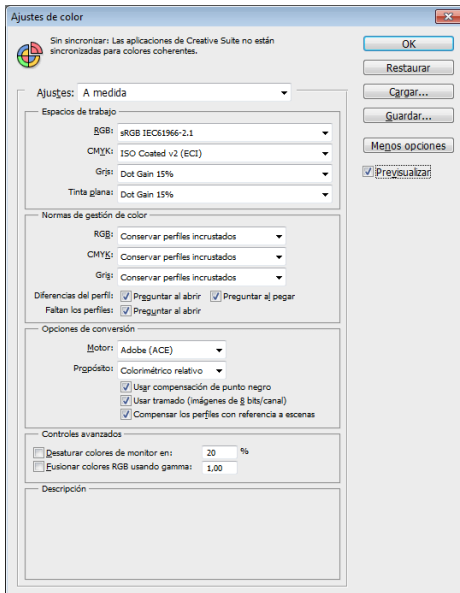 Ajustes de color
Sin sincronizar: Las aplicaciones de Creative Suite no están
sincronizadas para colores coherentes.
OK
Restaurar
Cargar...
Guardar...
Menos opciones
Previsualizar
Ajustes: A medida
Espacios de trabajo
RGB: sRGB IEC61966-2.1
CMYK: ISO Coated v2 (ECI)
Gris: Dot Gain 15%
Tinta plana: Dot Gain 15%
Normas de gestión de color
RGB: Conservar perfiles incrustados
CMYK: Conservar perfiles incrustados
Gris: Conservar perfiles incrustados
Diferencias del perfil: Preguntar al abrir Preguntar al pegar
Faltan los perfiles: Preguntar al abrir
Opciones de conversión
Motor: Adobe (ACE)
Propósito: Colorimétrico relativo
Usar compensación de punto negro
Usar tramado (imágenes de 8 bits/canal)
Compensar los perfiles con referencia a escenas
Controles avanzados
Desaturar colores de monitor en: 20 %
Fusionar colores RGB usando gamma: 1,00
Descripción